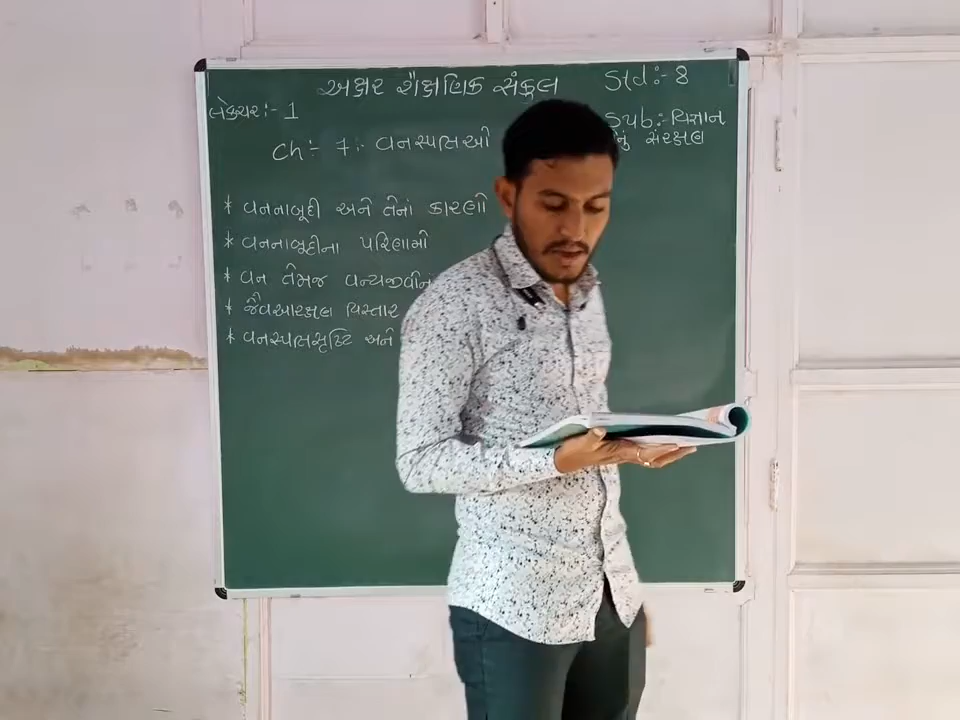 અક્ષર શૈક્ષણિક સંકુલ Std :- 8
લેક્ચર :- 1 Sub :- વિજ્ઞાન
ch :- 7 :- વનસ્પતિઓ નું સંરક્ષણ
* વનનાબૂદી અને તેનાં કારણો
* વનનાબૂદીના પરિણામો
* વન તેમજ વન્યજીવોનું
* જૈવઆરક્ષણ વિસ્તાર
* વનસ્પતિસૃષ્ટિ અને